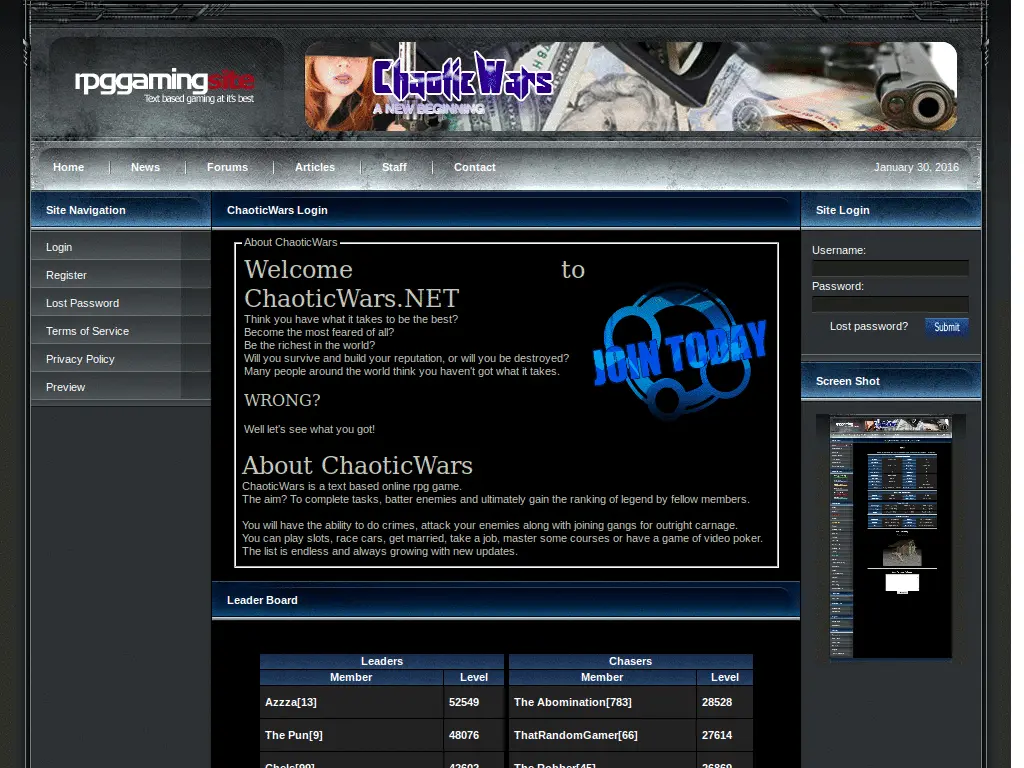 rpggamingsite
Text based gaming at it's best
ChaoticWars
A NEW BEGINNING
Home
News
Forums
Articles
Staff
Contact
January 30, 2016
Site Navigation
Login
Register
Lost Password
Terms of Service
Privacy Policy
Preview
ChaoticWars Login
About ChaoticWars
Welcome to
ChaoticWars.NET
Think you have what it takes to be the best?
Become the most feared of all?
Be the richest in the world?
Will you survive and build your reputation, or will you be destroyed?
Many people around the world think you haven't got what it takes.
WRONG?
Well let's see what you got!
JOIN TODAY
About ChaoticWars
ChaoticWars is a text based online rpg game.
The aim? To complete tasks, batter enemies and ultimately gain the ranking of legend by fellow members.
You will have the ability to do crimes, attack your enemies along with joining gangs for outright carnage.
You can play slots, race cars, get married, take a job, master some courses or have a game of video poker.
The list is endless and always growing with new updates.
Leader Board
Leaders
Member Level
Azzza[13] 52549
The Pun[9] 48076
Chels[99] 42602
Chasers
Member Level
The Abomination[783] 28528
ThatRandomGamer[66] 27614
The Robber[45] 26869
Site Login
Username:
Password:
Lost password? Submit
Screen Shot